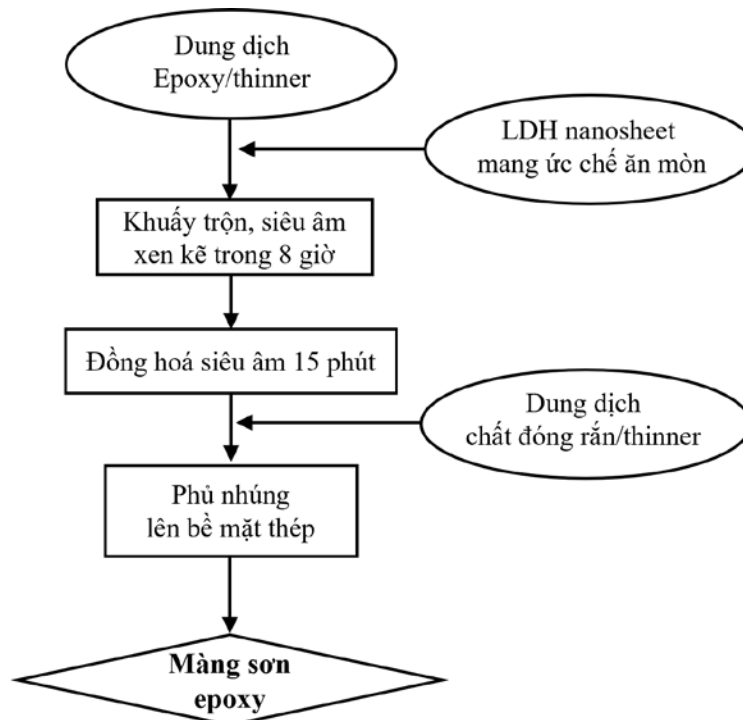 Dung dịch
Epoxy/thinner
LDH nanosheet
mang ức chế ăn mòn
Khuấy trộn, siêu âm
xen kẽ trong 8 giờ
Đồng hoá siêu âm 15 phút
Dung dịch
chất đóng rắn/thinner
Phủ nhúng
lên bề mặt thép
Màng sơn
epoxy